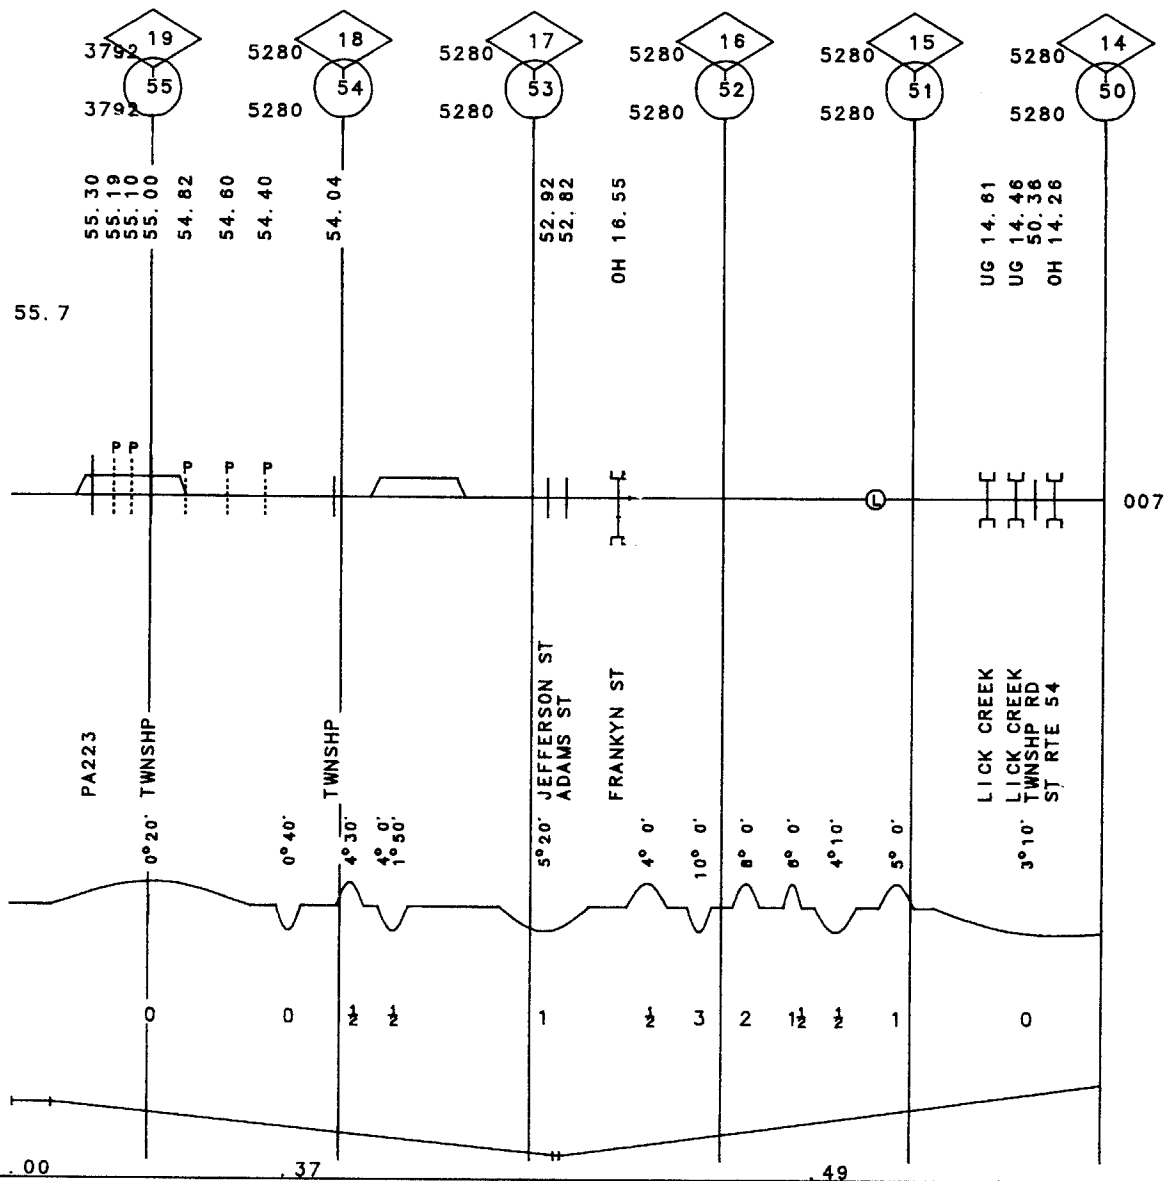 19 18 17 16 15 14
3792 5280 5280 5280 5280 5280
55 54 53 52 51 50
3792 5280 5280 5280 5280 5280
55.30
55.19
55.10
55.00
54.82
54.60
54.40
54.04
52.92
52.82
OH 16.55
UG 14.61
UG 14.46
50.36
OH 14.26
55.7
P P P P P
L
007
PA223
TWNSHP
TWNSHP
JEFFERSON ST
ADAMS ST
FRANKYN ST
LICK CREEK
LICK CREEK
TWNSHP RD
ST RTE 54
0°20'
0°40'
4°30'
4° 0'
1°50'
5°20'
4° 0'
10° 0'
8° 0'
6° 0'
4°10'
5° 0'
3°10'
0 0 ½ ½ 1 ½ 3 2 1½ ½ 1 0
.00 .37 .49